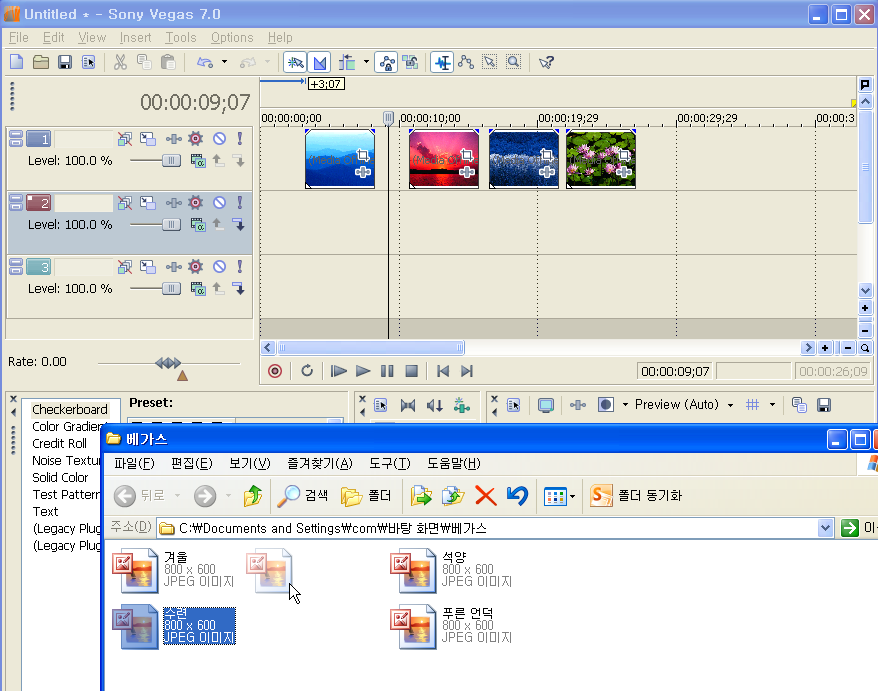 Untitled * - Sony Vegas 7.0
File Edit View Insert Tools Options Help
+3;07
00:00:09;07
00:00:00;00 00:00:10;00 00:00:19;29 00:00:29;29 00:00:3
1
Level: 100.0 %
2
Level: 100.0 %
3
Level: 100.0 %
Rate: 0.00
00:00:09;07 00:00:26;09
Checkerboard
Color Gradien
Credit Roll
Noise Textu
Solid Color
Test Pattern
Text
(Legacy Plug
(Legacy Plug
Preset:
Preview (Auto)
베가스
파일(F) 편집(E) 보기(V) 즐겨찾기(A) 도구(T) 도움말(H)
뒤로 검색 폴더 폴더 동기화
주소(D) C:\Documents and Settings\com\바탕 화면\베가스 이
겨울
800 x 600
JPEG 이미지
석양
800 x 600
JPEG 이미지
수련
800 x 600
JPEG 이미지
푸른 언덕
800 x 600
JPEG 이미지